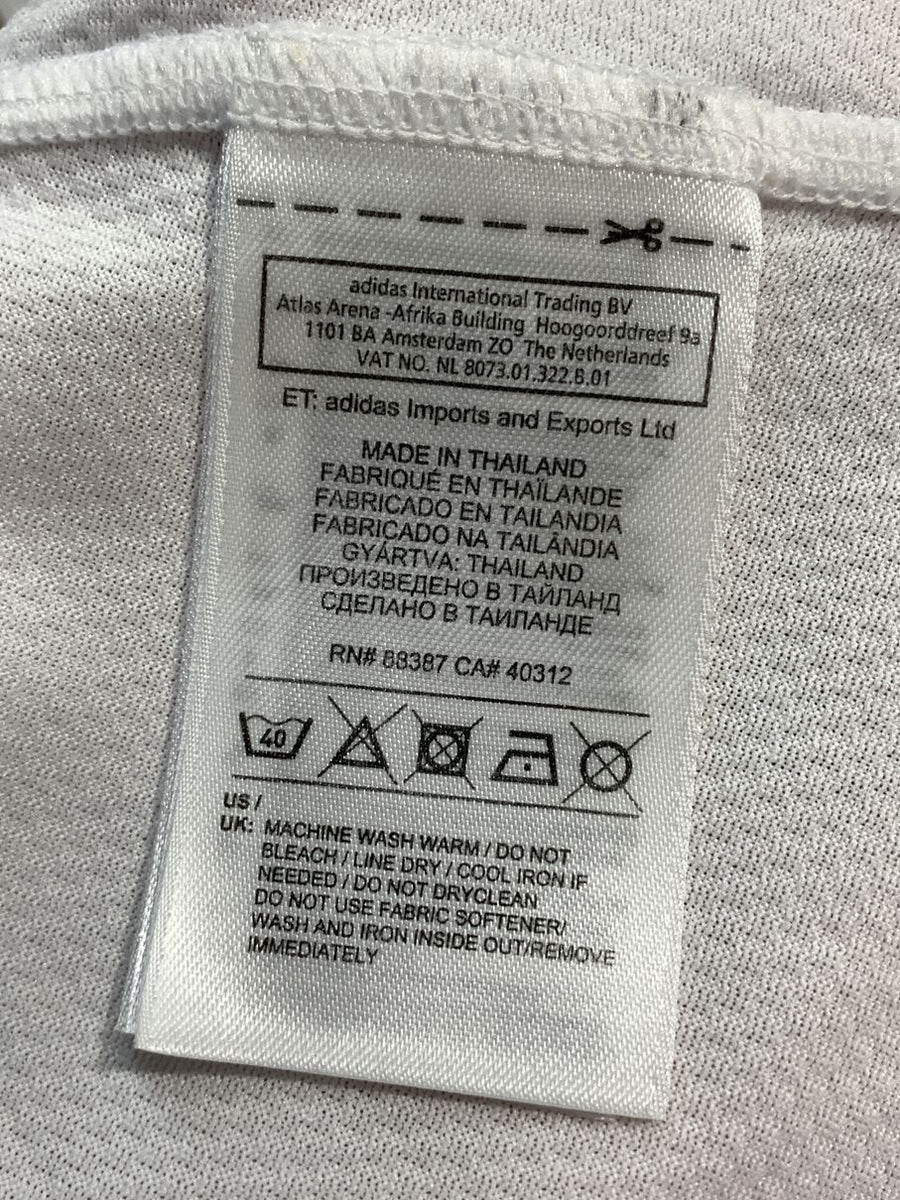 adidas International Trading BV
Atlas Arena -Afrika Building Hoogoorddreef 9a
1101 BA Amsterdam ZO The Netherlands
VAT NO. NL 8073.01.322.B.01
ET: adidas Imports and Exports Ltd
MADE IN THAILAND
FABRIQUÉ EN THAÏLANDE
FABRICADO EN TAILANDIA
FABRICADO NA TAILÂNDIA
GYÁRTVA: THAILAND
ПРОИЗВЕДЕНО В ТАЙЛАНД
СДЕЛАНО В ТАИЛАНДЕ
RN# 88387 CA# 40312
40
US /
UK: MACHINE WASH WARM / DO NOT
BLEACH / LINE DRY / COOL IRON IF
NEEDED / DO NOT DRYCLEAN
DO NOT USE FABRIC SOFTENER/
WASH AND IRON INSIDE OUT/REMOVE
IMMEDIATELY